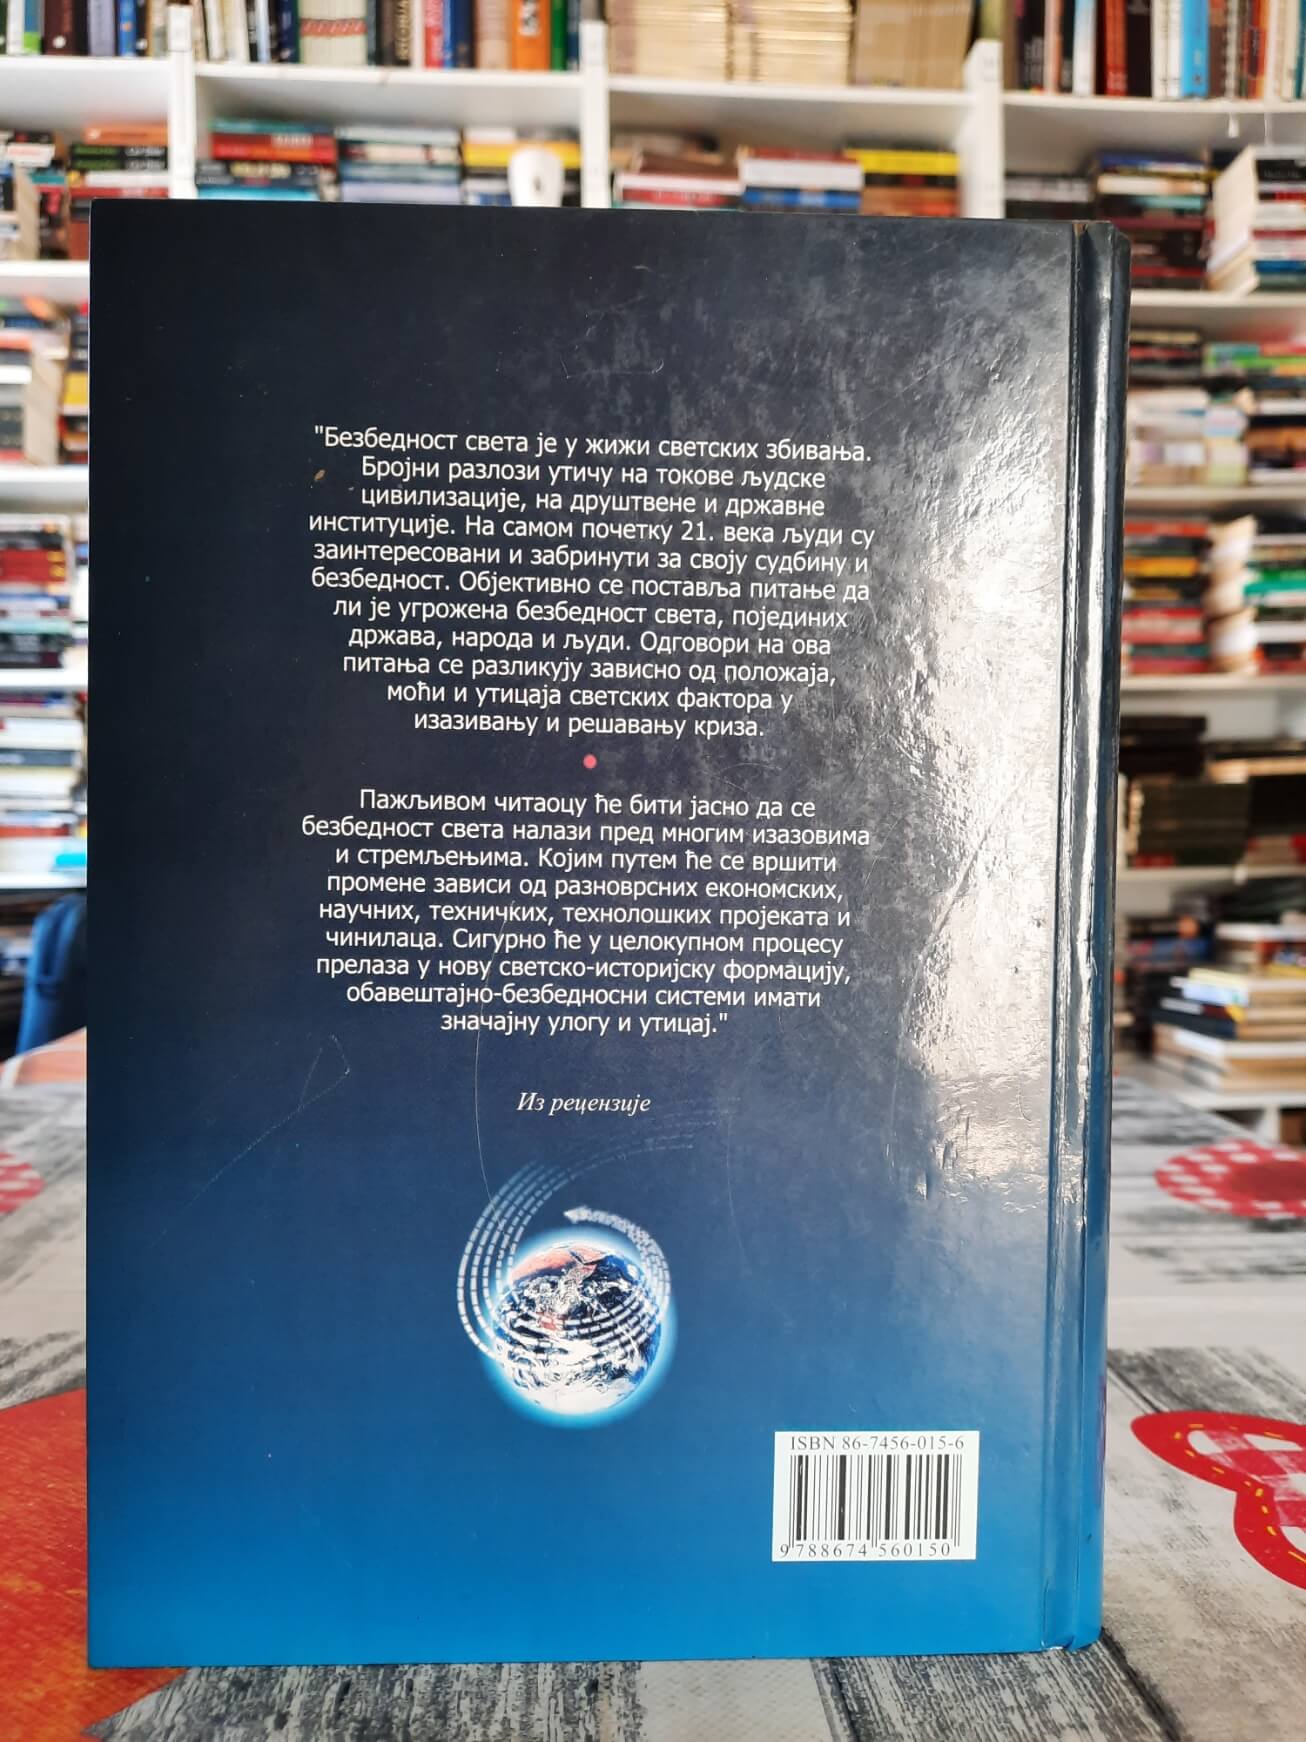 "Безбедност света је у жижи светских збивања.
Бројни разлози утичу на токове људске
цивилизације, на друштвене и државне
институције. На самом почетку 21. века људи су
заинтересовани и забринути за своју судбину и
безбедност. Објективно се поставља питање да
ли је угрожена безбедност света, појединих
држава, народа и људи. Одговори на ова
питања се разликују зависно од положаја,
моћи и утицаја светских фактора у
изазивању и решавању криза.
Пажљивом читаоцу ће бити јасно да се
безбедност света налази пред многим изазовима
и стремљењима. Којим путем ће се вршити
промене зависи од разноврсних економских,
научних, техничких, технолошких пројеката и
чинилаца. Сигурно ће у целокупном процесу
прелаза у нову светско-историјску формацију,
обавештајно-безбедносни системи имати
значајну улогу и утицај."
Из рецензије
ISBN 86-7456-015-6
9 788674 560150